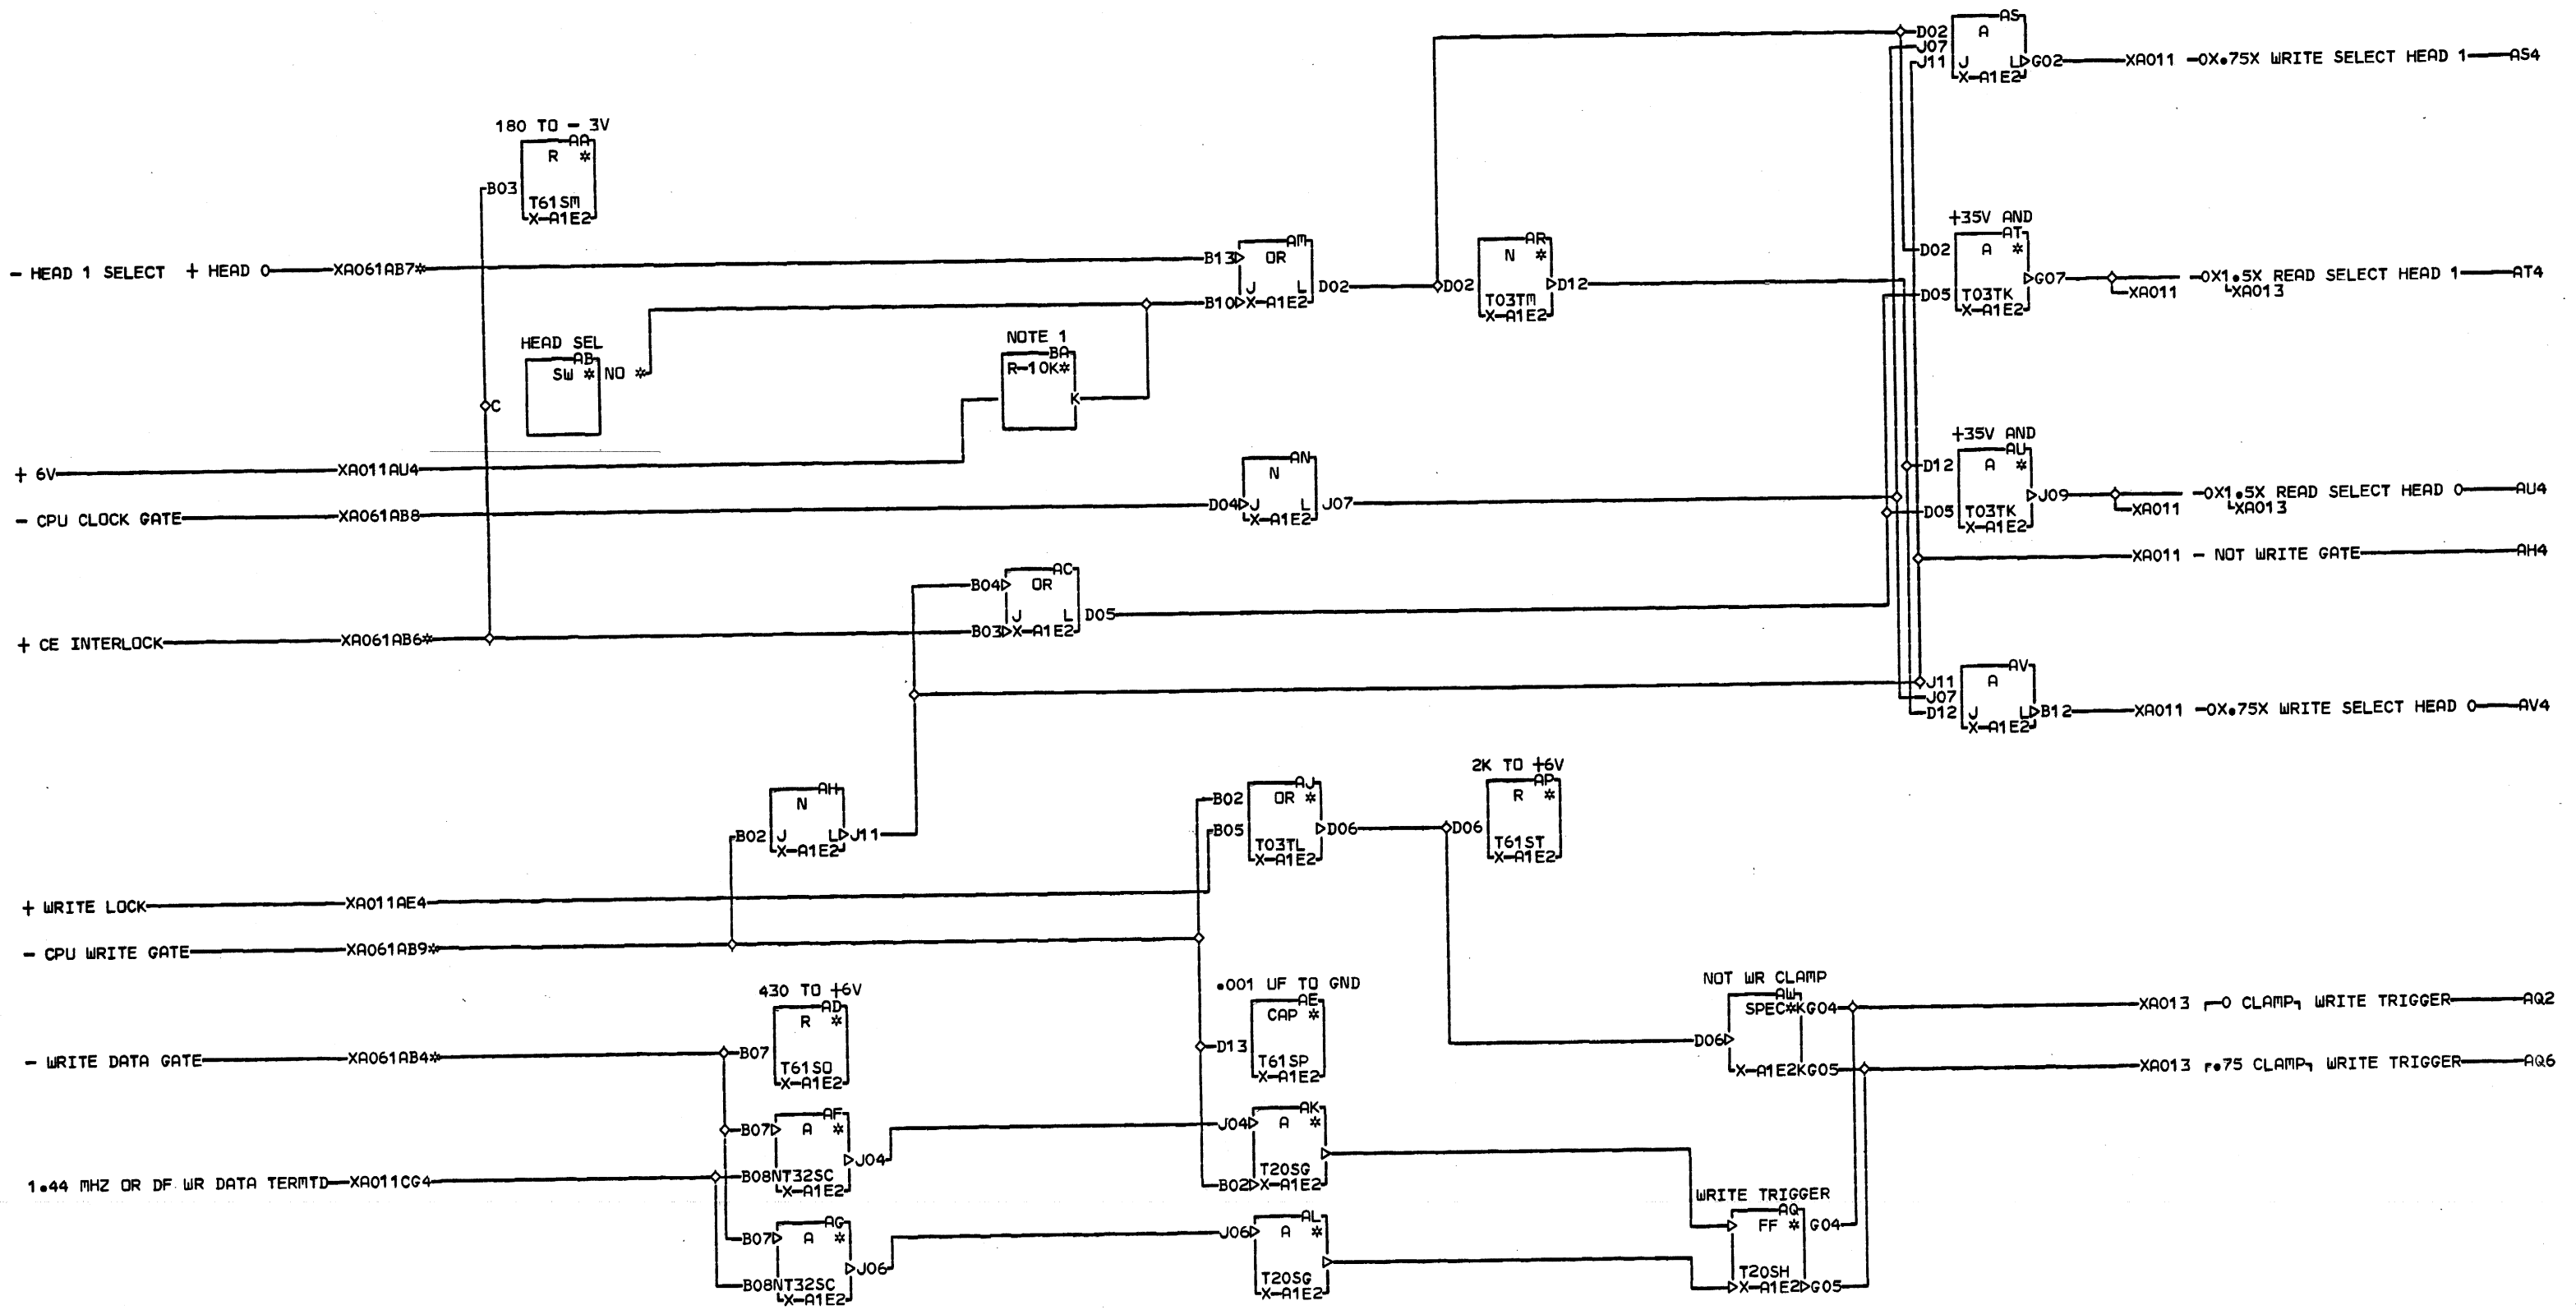 AS
D02 A
J07
J11 J L G02 XA011 -0X.75X WRITE SELECT HEAD 1 AS4
X-A1E2
180 TO - 3V
AA
R *
B03
T61SM
X-A1E2
+35V AND
AT
D02 A *
G07 -0X1.5X READ SELECT HEAD 1 AT4
XA011 XA013
D05 T03TK
X-A1E2
- HEAD 1 SELECT + HEAD 0 XA061AB7* B13 AM
OR
J L D02
B10 X-A1E2
AR
N *
D02 D12
T03TM
X-A1E2
HEAD SEL
AB
SW * NO *
NOTE 1
BA
R-10K*
K
C
+ 6V XA011AU4
+35V AND
AU
D12 A *
J09 -0X1.5X READ SELECT HEAD 0 AU4
XA011 XA013
D05 T03TK
X-A1E2
AN
N
- CPU CLOCK GATE XA061AB8 D04 J L J07
X-A1E2
XA011 - NOT WRITE GATE AH4
AC
B04 OR
J L D05
+ CE INTERLOCK XA061AB6* B03 X-A1E2
AV
J11 A
J07
D12 J L B12 XA011 -0X.75X WRITE SELECT HEAD 0 AV4
X-A1E2
AH
N
B02 J L J11
X-A1E2
AJ
B02 OR *
B05 D06
T03TL
X-A1E2
2K TO +6V
AP
R *
D06
T61ST
X-A1E2
+ WRITE LOCK XA011AE4
- CPU WRITE GATE XA061AB9*
430 TO +6V
AD
R *
- WRITE DATA GATE XA061AB4* B07
T61SO
X-A1E2
.001 UF TO GND
AE
CAP *
D13
T61SP
X-A1E2
NOT WR CLAMP
AW
SPEC*K G04 XA013 0 CLAMP WRITE TRIGGER AQ2
D06
X-A1E2K G05 XA013 .75 CLAMP WRITE TRIGGER AQ6
AF
B07 A *
J04
1.44 MHZ OR DF WR DATA TERMTD XA011CG4 B08N T32SC
X-A1E2
AK
J04 A *
T20SG
B02 X-A1E2
AG
B07 A *
J06
B08N T32SC
X-A1E2
AL
J06 A *
T20SG
X-A1E2
WRITE TRIGGER
AQ
FF * G04
T20SH
X-A1E2 G05